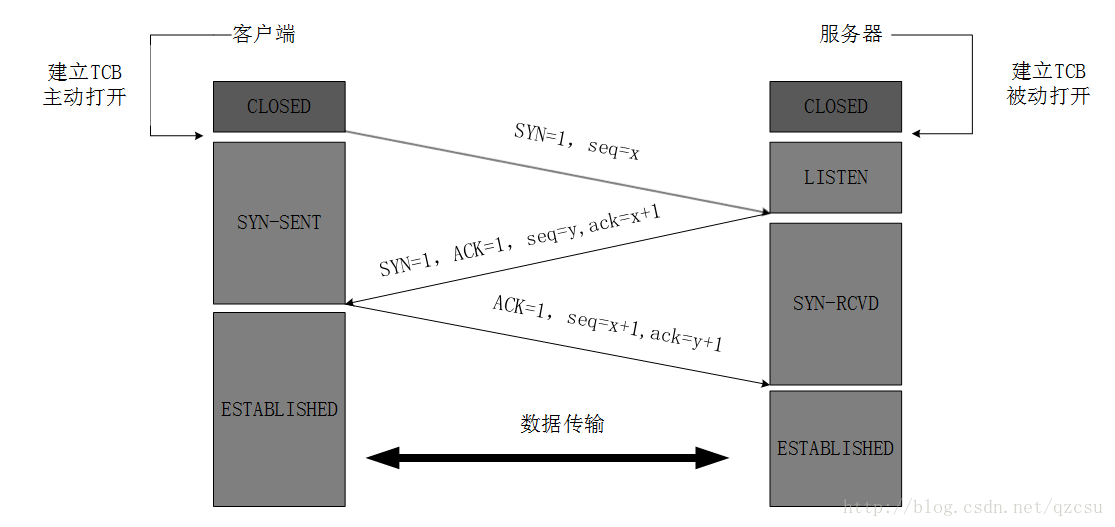 客户端
服务器
建立TCB
主动打开
建立TCB
被动打开
CLOSED
CLOSED
SYN=1, seq=x
LISTEN
SYN-SENT
SYN=1, ACK=1, seq=y,ack=x+1
SYN-RCVD
ACK=1, seq=x+1,ack=y+1
ESTABLISHED
数据传输
ESTABLISHED
http://blog.csdn.net/qzcsu